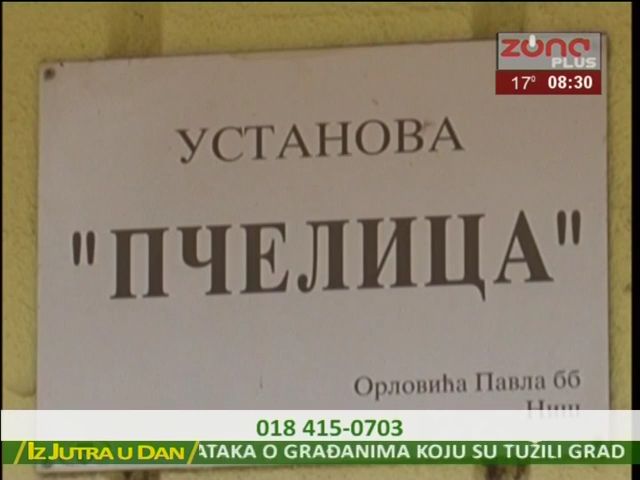 zona
PLUS
17° 08:30
УСТАНОВА
"ПЧЕЛИЦА"
Орловића Павла бб
Ниш
018 415-0703
IZ JUTRA U DAN
ATAKA O GRAĐANIMA KOJU SU TUŽILI GRAD